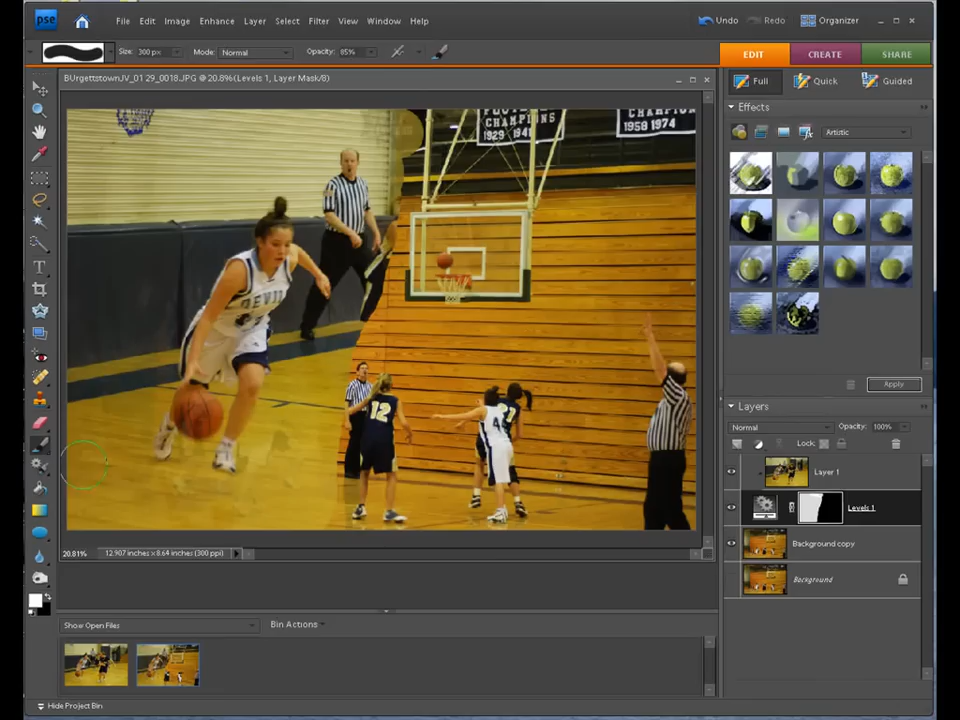 pse File Edit Image Enhance Layer Select Filter View Window Help Undo Redo Organizer
Size: 300 px Mode: Normal Opacity: 85%
EDIT CREATE SHARE
BUrgettstownJV_01 29_0018.JPG @ 20.8%(Levels 1, Layer Mask/8)
Full Quick Guided
Effects
Artistic
CHAMPIONS
1929 1941
CHAMPION
1958 1974
DEVILS
12
21
4
Apply
Layers
Normal Opacity: 100%
Lock:
Layer 1
Levels 1
Background copy
Background
20.81% 12.907 inches x 8.64 inches (300 ppi)
Show Open Files Bin Actions
Hide Project Bin